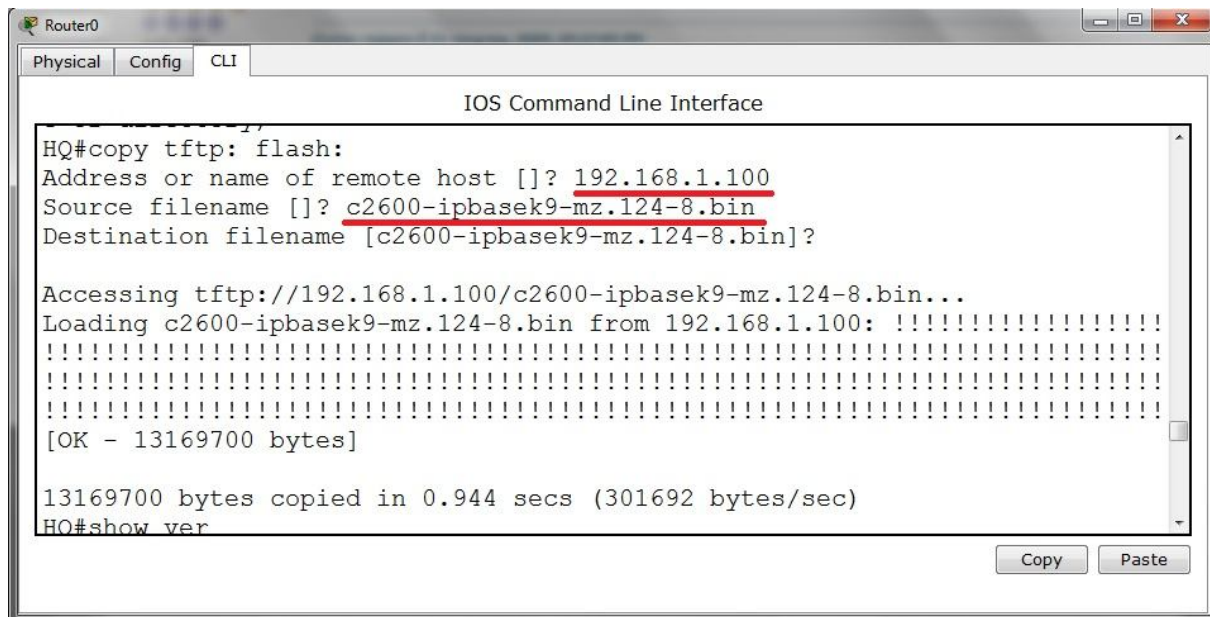 Router0
Physical Config CLI
IOS Command Line Interface
HQ#copy tftp: flash:
Address or name of remote host []? 192.168.1.100
Source filename []? c2600-ipbasek9-mz.124-8.bin
Destination filename [c2600-ipbasek9-mz.124-8.bin]?
Accessing tftp://192.168.1.100/c2600-ipbasek9-mz.124-8.bin...
Loading c2600-ipbasek9-mz.124-8.bin from 192.168.1.100: !!!!!!!!!!!!!!!!!!
!!!!!!!!!!!!!!!!!!!!!!!!!!!!!!!!!!!!!!!!!!!!!!!!!!!!!!!!!!!!!!!!!!!!!!!!!!
!!!!!!!!!!!!!!!!!!!!!!!!!!!!!!!!!!!!!!!!!!!!!!!!!!!!!!!!!!!!!!!!!!!!!!!!!!
!!!!!!!!!!!!!!!!!!!!!!!!!!!!!!!!!!!!!!!!!!!!!!!!!!!!!!!!!!!!!!!!!!!!!!!!!!
[OK - 13169700 bytes]
13169700 bytes copied in 0.944 secs (301692 bytes/sec)
HQ#show ver
Copy Paste